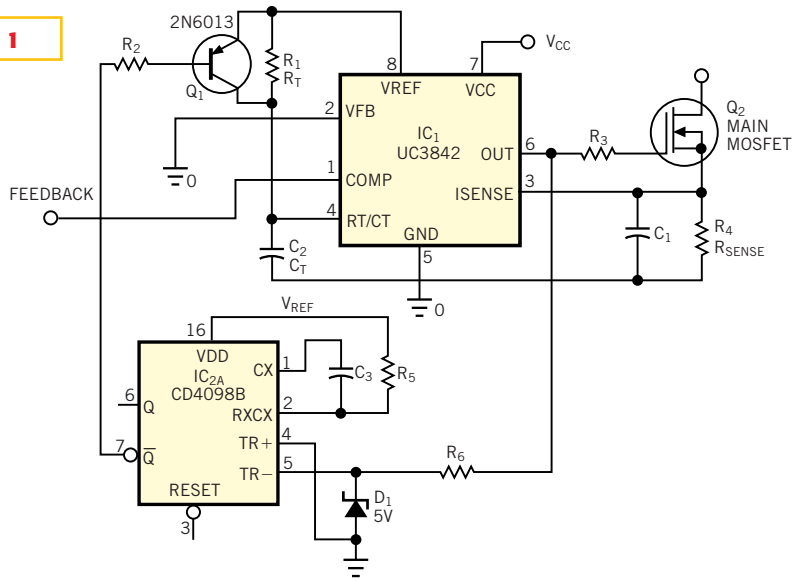 1
2N6013
R2
Q1
R1
RT
8
VREF
7
VCC
VCC
2
VFB
IC1
UC3842
OUT
6
R3
Q2
MAIN
MOSFET
0
FEEDBACK
1
COMP
ISENSE
3
4
RT/CT
GND
5
C1
R4
RSENSE
C2
CT
0
VREF
16
VDD
IC2A
CD4098B
CX
1
C3
R5
6
Q
RXCX
2
TR+
4
7
Q̅
TR−
5
R6
RESET
3
D1
5V